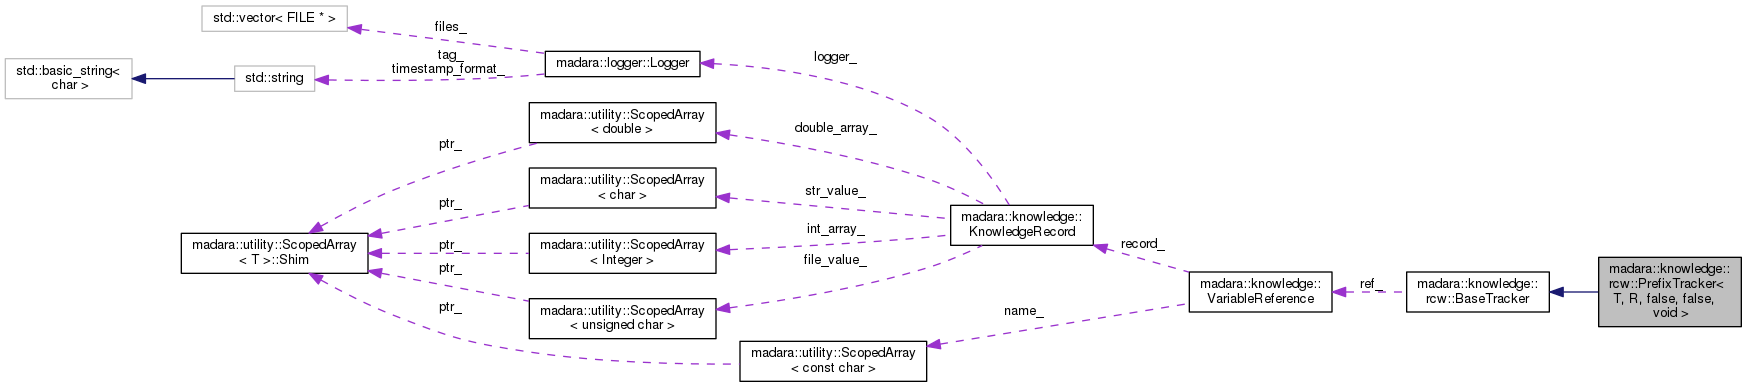 std::vector< FILE * >
files_
tag_
timestamp_format_
std::basic_string<
char >
std::string
madara::logger::Logger
logger_
madara::utility::ScopedArray
< double >
double_array_
ptr_
madara::utility::ScopedArray
< char >
str_value_
ptr_
madara::utility::ScopedArray
< T >::Shim
ptr_
madara::utility::ScopedArray
< Integer >
int_array_
ptr_
madara::utility::ScopedArray
< unsigned char >
file_value_
ptr_
madara::utility::ScopedArray
< const char >
name_
madara::knowledge::
KnowledgeRecord
record_
madara::knowledge::
VariableReference
ref_
madara::knowledge::
rcw::BaseTracker
madara::knowledge::
rcw::PrefixTracker<
T, R, false, false,
void >